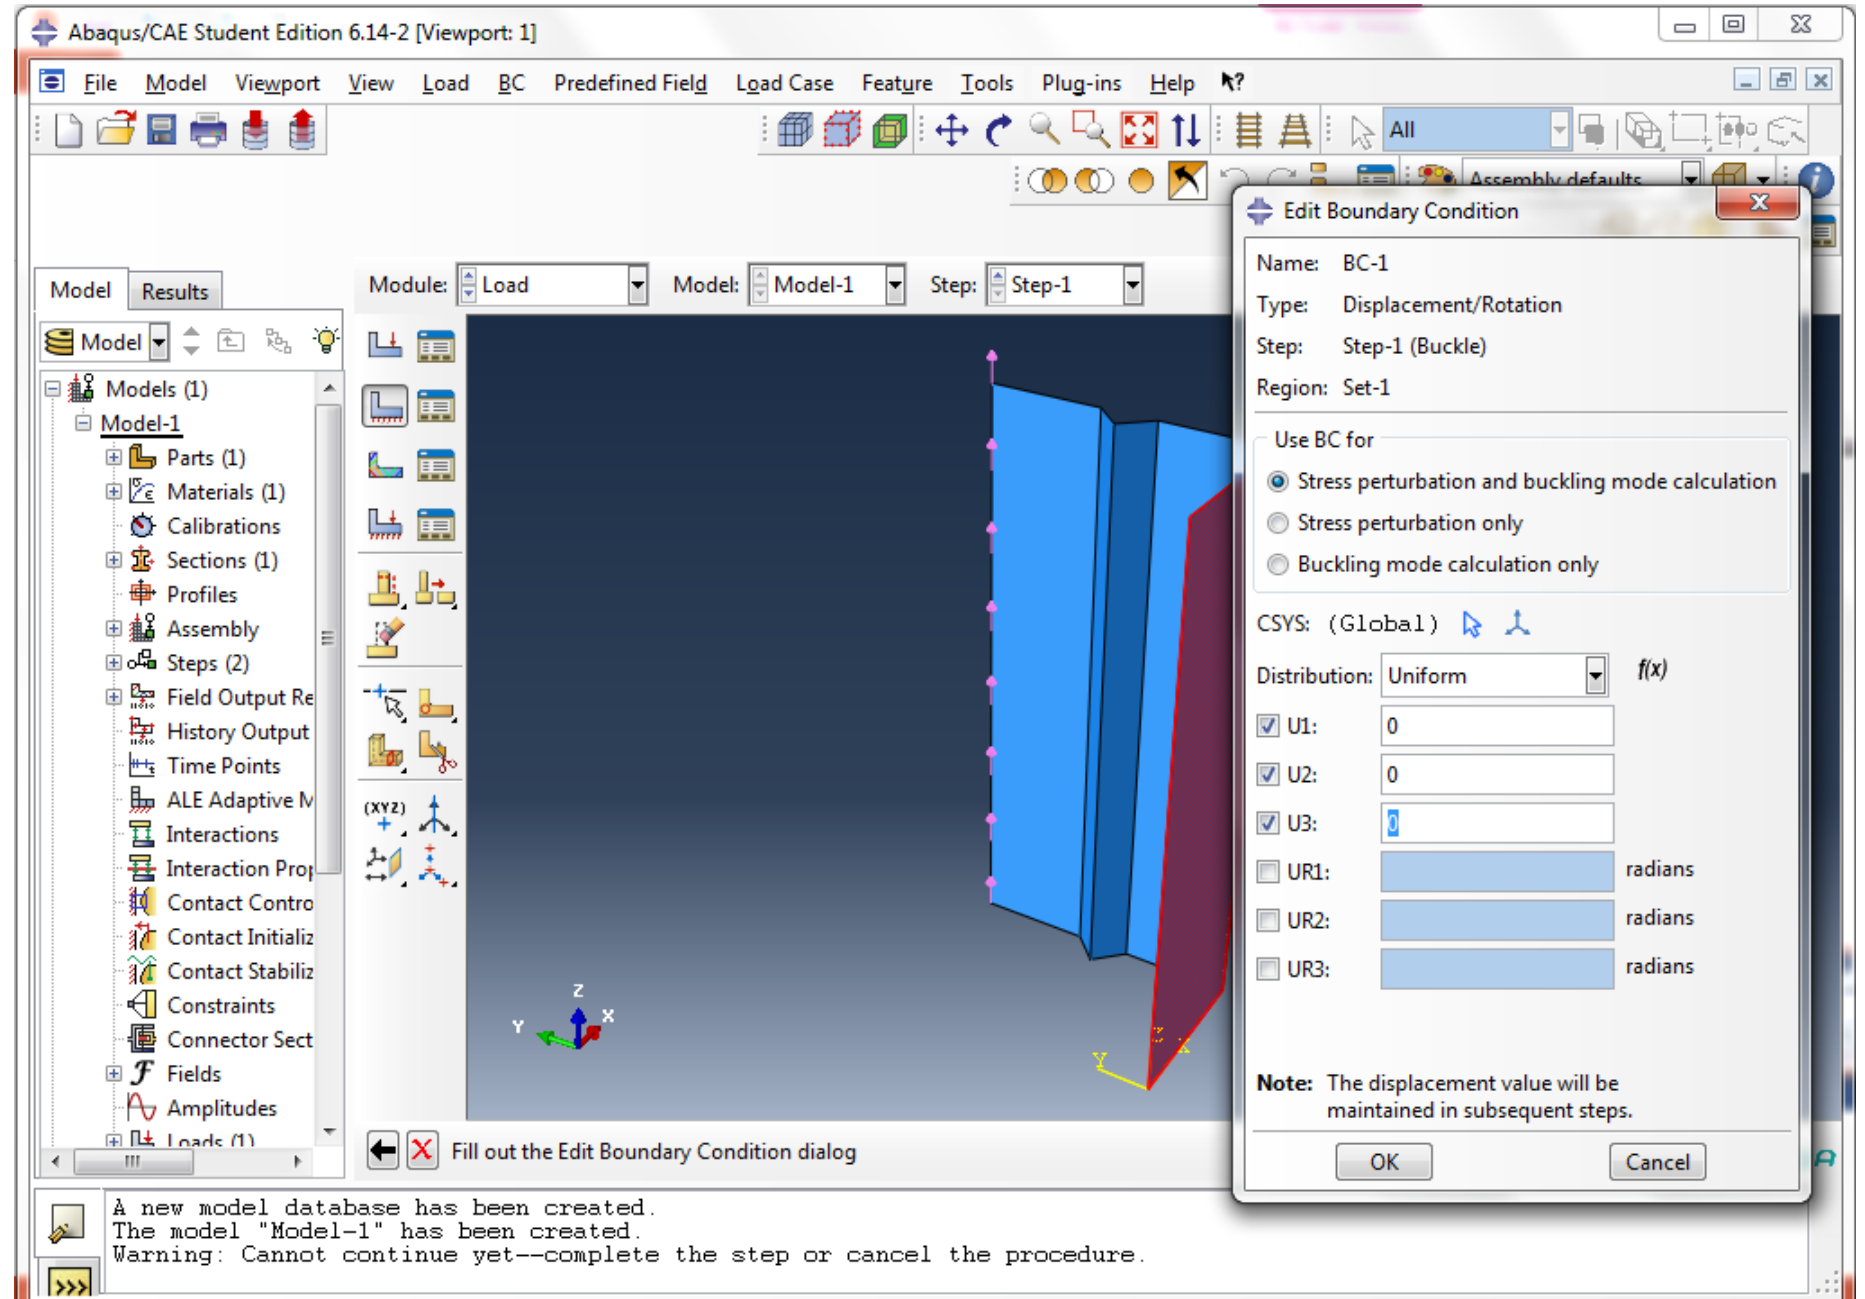 Abaqus/CAE Student Edition 6.14-2 [Viewport: 1]
File Model Viewport View Load BC Predefined Field Load Case Feature Tools Plug-ins Help
All
Assembly defaults
Model Results
Module: Load Model: Model-1 Step: Step-1
Model
Models (1)
Model-1
Parts (1)
Materials (1)
Calibrations
Sections (1)
Profiles
Assembly
Steps (2)
Field Output Re
History Output
Time Points
ALE Adaptive M
Interactions
Interaction Prop
Contact Contro
Contact Initializ
Contact Stabiliz
Constraints
Connector Sect
Fields
Amplitudes
Loads (1)
(XYZ)
Z
Y X
Z
Y X
Edit Boundary Condition
Name: BC-1
Type: Displacement/Rotation
Step: Step-1 (Buckle)
Region: Set-1
Use BC for
Stress perturbation and buckling mode calculation
Stress perturbation only
Buckling mode calculation only
CSYS: (Global)
Distribution: Uniform f(x)
U1: 0
U2: 0
U3: 0
UR1: radians
UR2: radians
UR3: radians
Note: The displacement value will be
maintained in subsequent steps.
OK Cancel
Fill out the Edit Boundary Condition dialog
A new model database has been created.
The model "Model-1" has been created.
Warning: Cannot continue yet--complete the step or cancel the procedure.
>>>